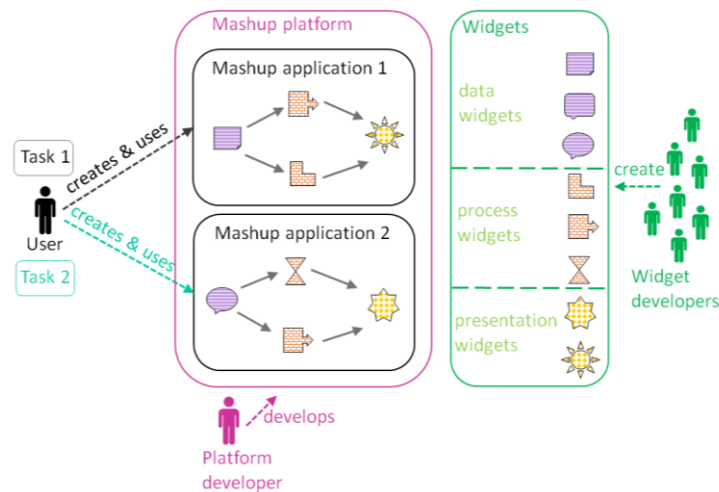 Mashup platform
Widgets
Mashup application 1
data
widgets
Task 1
creates & uses
create
User
creates & uses
Mashup application 2
process
widgets
Task 2
Widget
developers
presentation
widgets
develops
Platform
developer